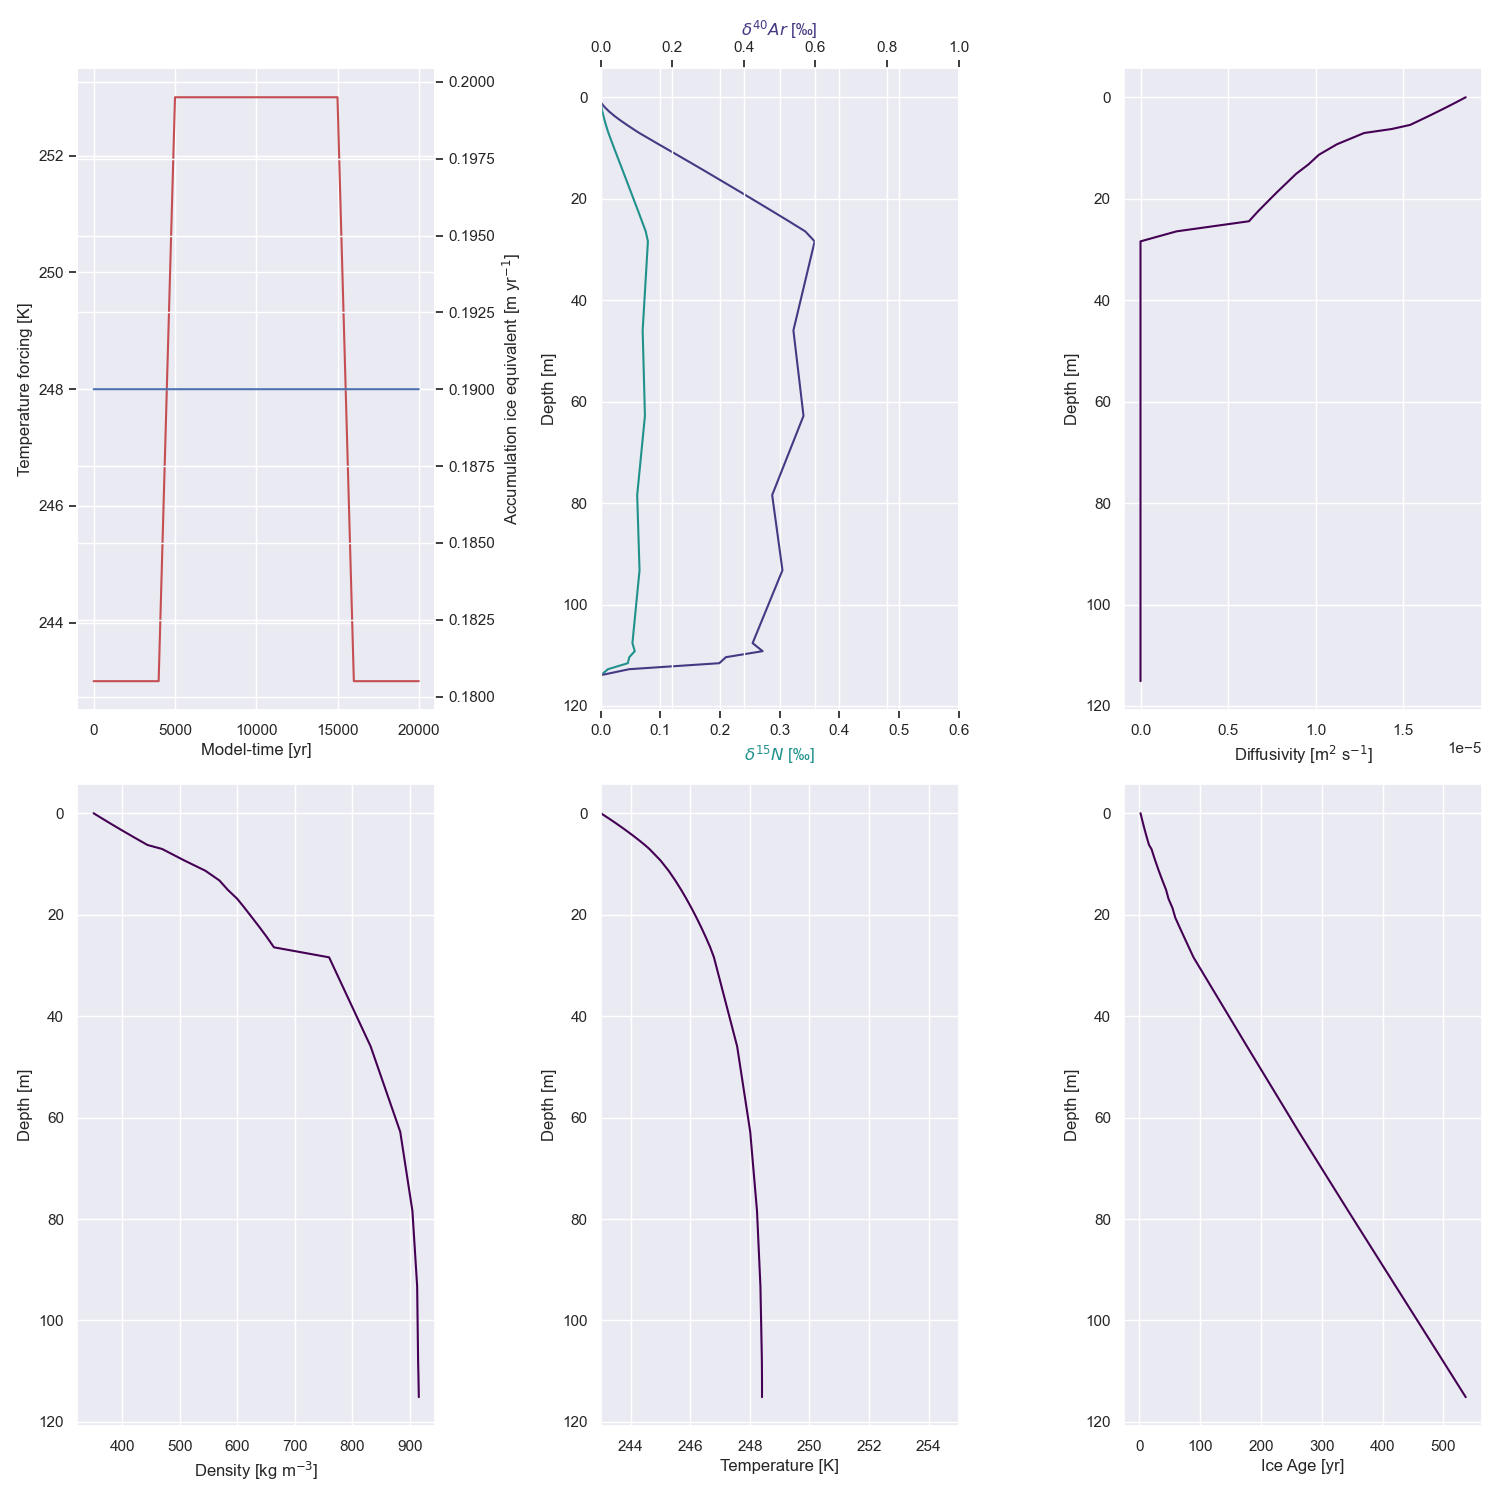 δ⁴⁰Ar [‰]
0.0 0.2 0.4 0.6 0.8 1.0
Temperature forcing [K]
252
250
248
246
244
0.2000
0.1975
0.1950
0.1925
0.1900
0.1875
0.1850
0.1825
0.1800
Accumulation ice equivalent [m yr⁻¹]
0 5000 10000 15000 20000
Model-time [yr]
Depth [m]
0
20
40
60
80
100
120
0.0 0.1 0.2 0.3 0.4 0.5 0.6
δ¹⁵N [‰]
Depth [m]
0
20
40
60
80
100
120
0.0 0.5 1.0 1.5
1e−5
Diffusivity [m² s⁻¹]
Depth [m]
0
20
40
60
80
100
120
400 500 600 700 800 900
Density [kg m⁻³]
Depth [m]
0
20
40
60
80
100
120
244 246 248 250 252 254
Temperature [K]
Depth [m]
0
20
40
60
80
100
120
0 100 200 300 400 500
Ice Age [yr]